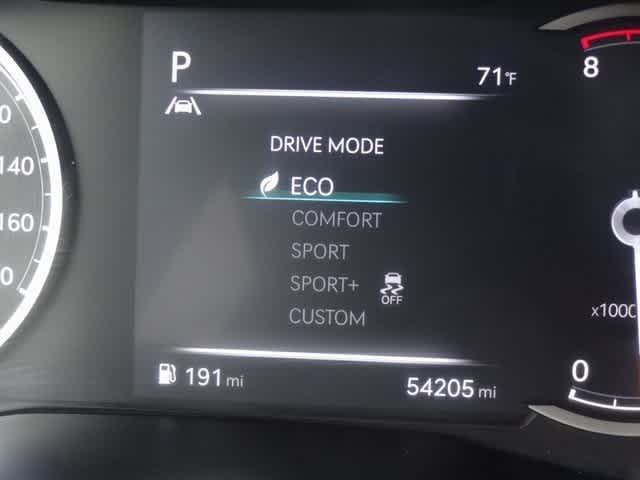 P
71°F
DRIVE MODE
ECO
COMFORT
SPORT
SPORT+
OFF
CUSTOM
191 mi
54205 mi
140
160
8
x1000
0